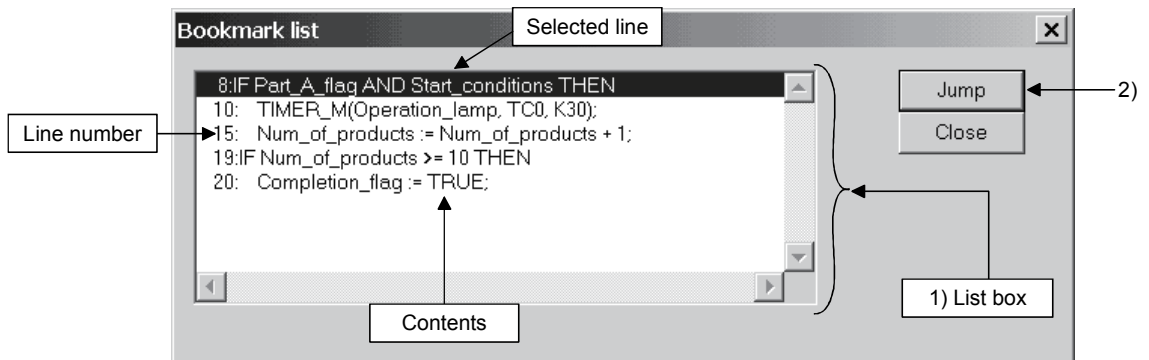 Bookmark list
Selected line
8:IF Part_A_flag AND Start_conditions THEN
10: TIMER_M(Operation_lamp, TC0, K30);
15: Num_of_products := Num_of_products + 1;
19:IF Num_of_products >= 10 THEN
20: Completion_flag := TRUE;
Line number
Contents
Jump
2)
Close
1) List box